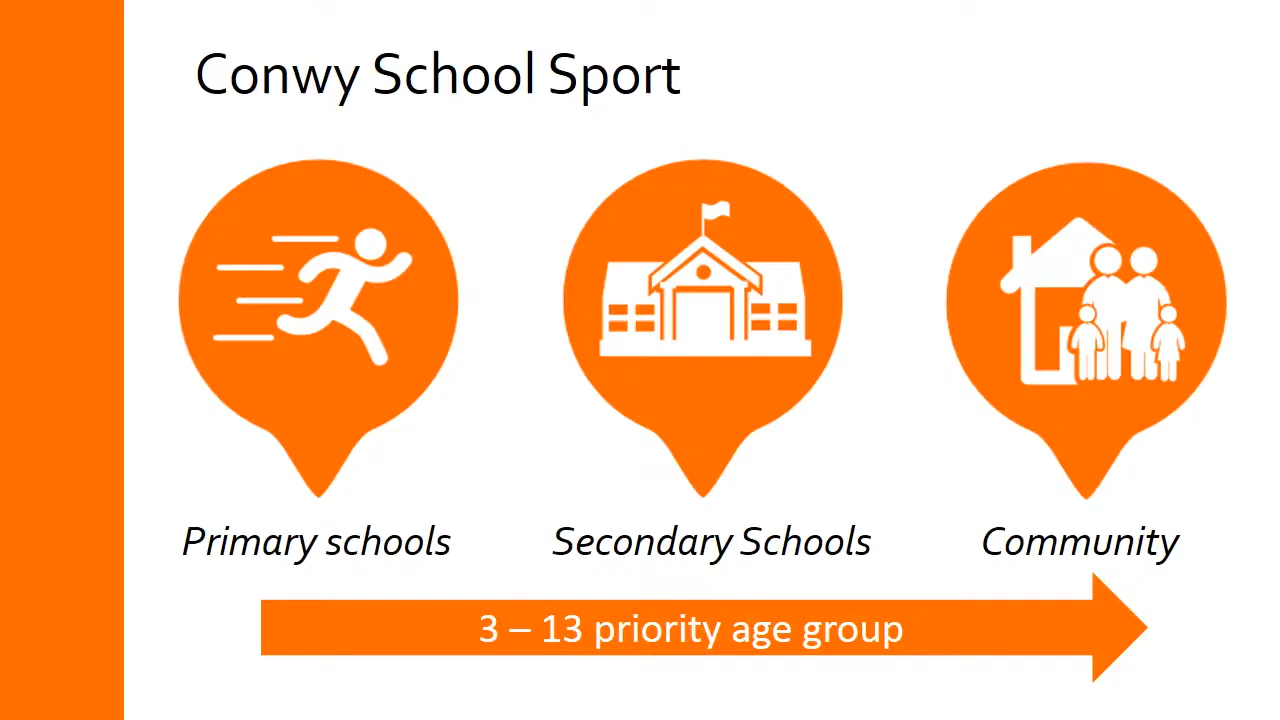 Conwy School Sport
Primary schools
Secondary Schools
Community
3 – 13 priority age group